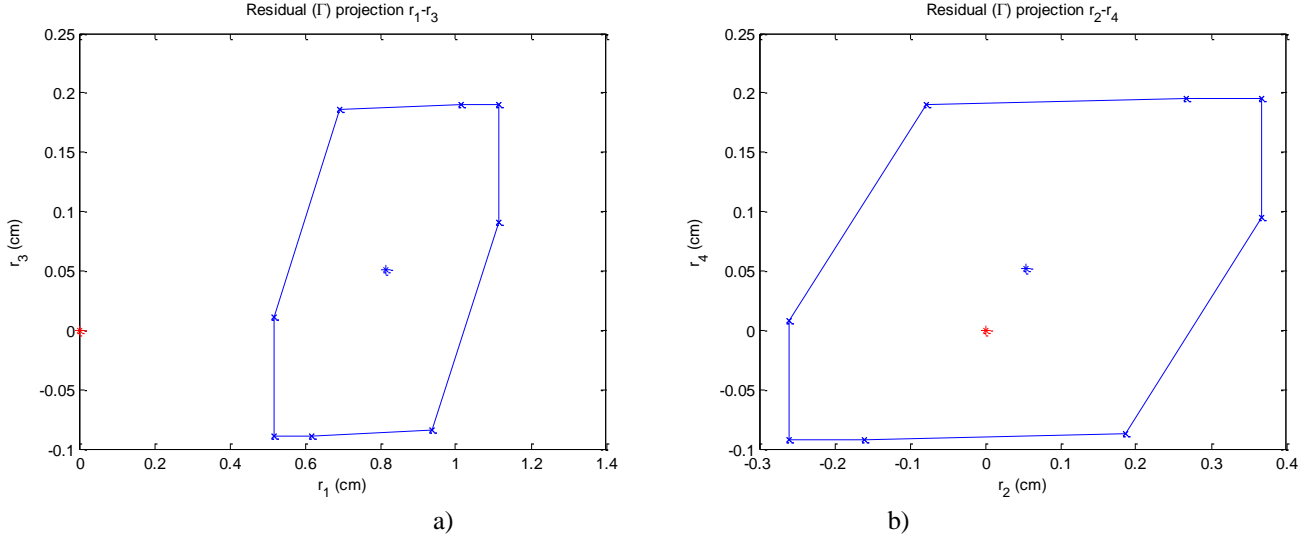 Residual (Γ) projection r1-r3
0.25
0.2
0.15
0.1
0.05
0
-0.05
-0.1
r3 (cm)
0 0.2 0.4 0.6 0.8 1 1.2 1.4
r1 (cm)
a)
Residual (Γ) projection r2-r4
0.25
0.2
0.15
0.1
0.05
0
-0.05
-0.1
r4 (cm)
-0.3 -0.2 -0.1 0 0.1 0.2 0.3 0.4
r2 (cm)
b)